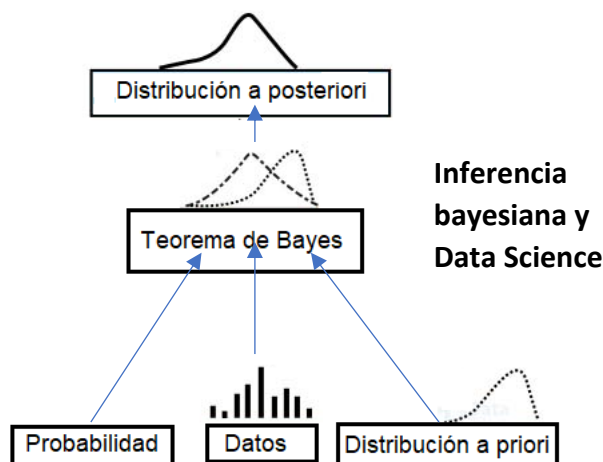 Distribución a posteriori
Inferencia
bayesiana y
Data Science
Teorema de Bayes
Probabilidad
Datos
Distribución a priori